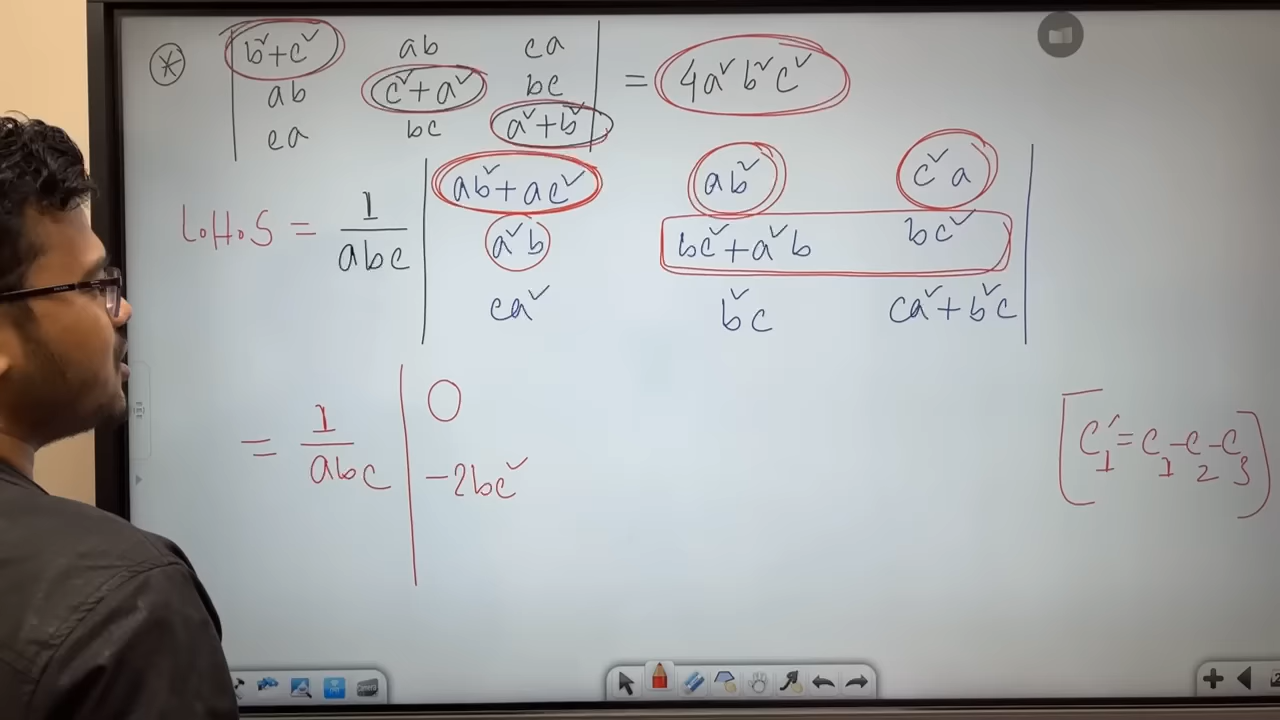 * | b²+c² ab ca |
| ab c²+a² bc | = 4a²b²c²
| ca bc a²+b² |
L.H.S = 1/abc | ab²+ac² ab² c²a |
| a²b bc²+a²b bc² |
| ca² b²c ca²+b²c |
= 1/abc | 0
| -2bc²
[C₁′=C₁-C₂-C₃]